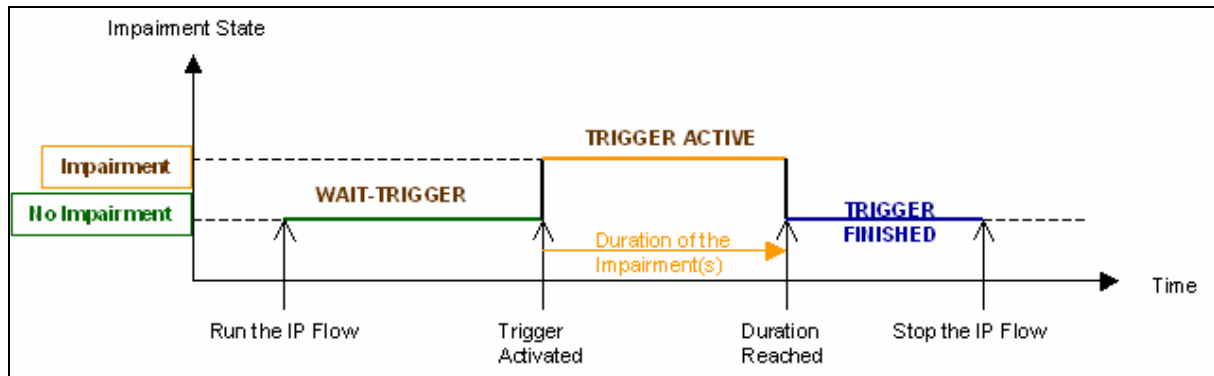 Impairment State
TRIGGER ACTIVE
Impairment
WAIT-TRIGGER
No Impairment
TRIGGER
FINISHED
Duration of the
Impairment(s)
Time
Run the IP Flow
Trigger
Activated
Duration
Reached
Stop the IP Flow